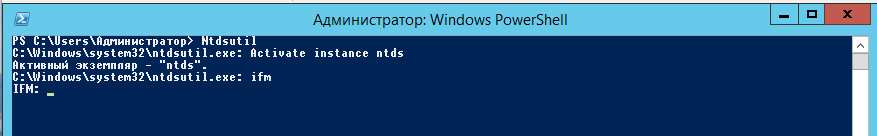 Администратор: Windows PowerShell
PS C:\Users\Администратор> Ntdsutil
C:\Windows\system32\ntdsutil.exe: Activate instance ntds
Активный экземпляр - "ntds".
C:\Windows\system32\ntdsutil.exe: ifm
IFM: _